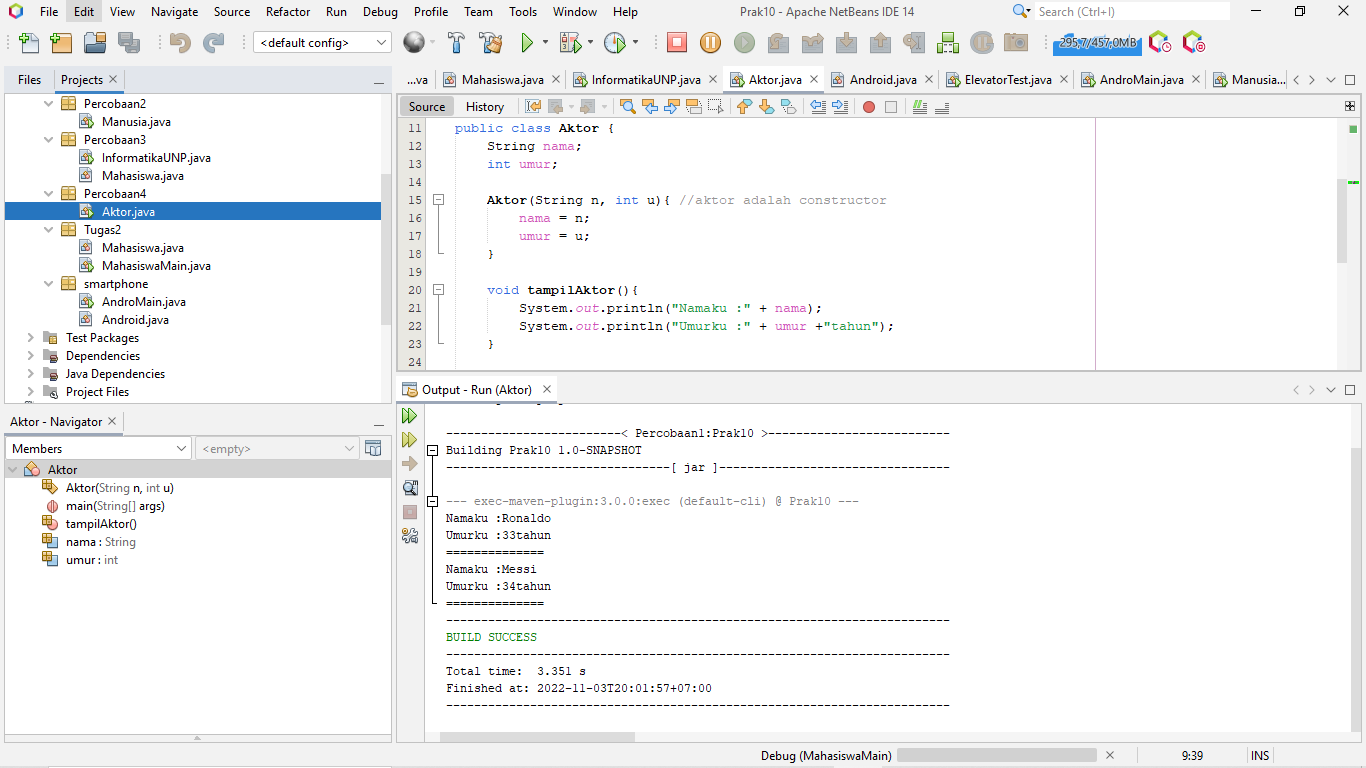 File Edit View Navigate Source Refactor Run Debug Profile Team Tools Window Help Prak10 - Apache NetBeans IDE 14 Search (Ctrl+I)
<default config> 295,7/457,0MB
Files Projects
Percobaan2
Manusia.java
Percobaan3
InformatikaUNP.java
Mahasiswa.java
Percobaan4
Aktor.java
Tugas2
Mahasiswa.java
MahasiswaMain.java
smartphone
AndroMain.java
Android.java
Test Packages
Dependencies
Java Dependencies
Project Files
Aktor - Navigator
Members <empty>
Aktor
Aktor(String n, int u)
main(String[] args)
tampilAktor()
nama : String
umur : int
...va Mahasiswa.java InformatikaUNP.java Aktor.java Android.java ElevatorTest.java AndroMain.java Manusia...
Source History
11 public class Aktor {
12 String nama;
13 int umur;
14
15 Aktor(String n, int u){ //aktor adalah constructor
16 nama = n;
17 umur = u;
18 }
19
20 void tampilAktor(){
21 System.out.println("Namaku :" + nama);
22 System.out.println("Umurku :" + umur +"tahun");
23 }
24
Output - Run (Aktor)
-------------------------< Percobaan1:Prak10 >--------------------------
Building Prak10 1.0-SNAPSHOT
--------------------------------[ jar ]---------------------------------
--- exec-maven-plugin:3.0.0:exec (default-cli) @ Prak10 ---
Namaku :Ronaldo
Umurku :33tahun
==============
Namaku :Messi
Umurku :34tahun
==============
------------------------------------------------------------------------
BUILD SUCCESS
------------------------------------------------------------------------
Total time:  3.351 s
Finished at: 2022-11-03T20:01:57+07:00
------------------------------------------------------------------------
Debug (MahasiswaMain) 9:39 INS